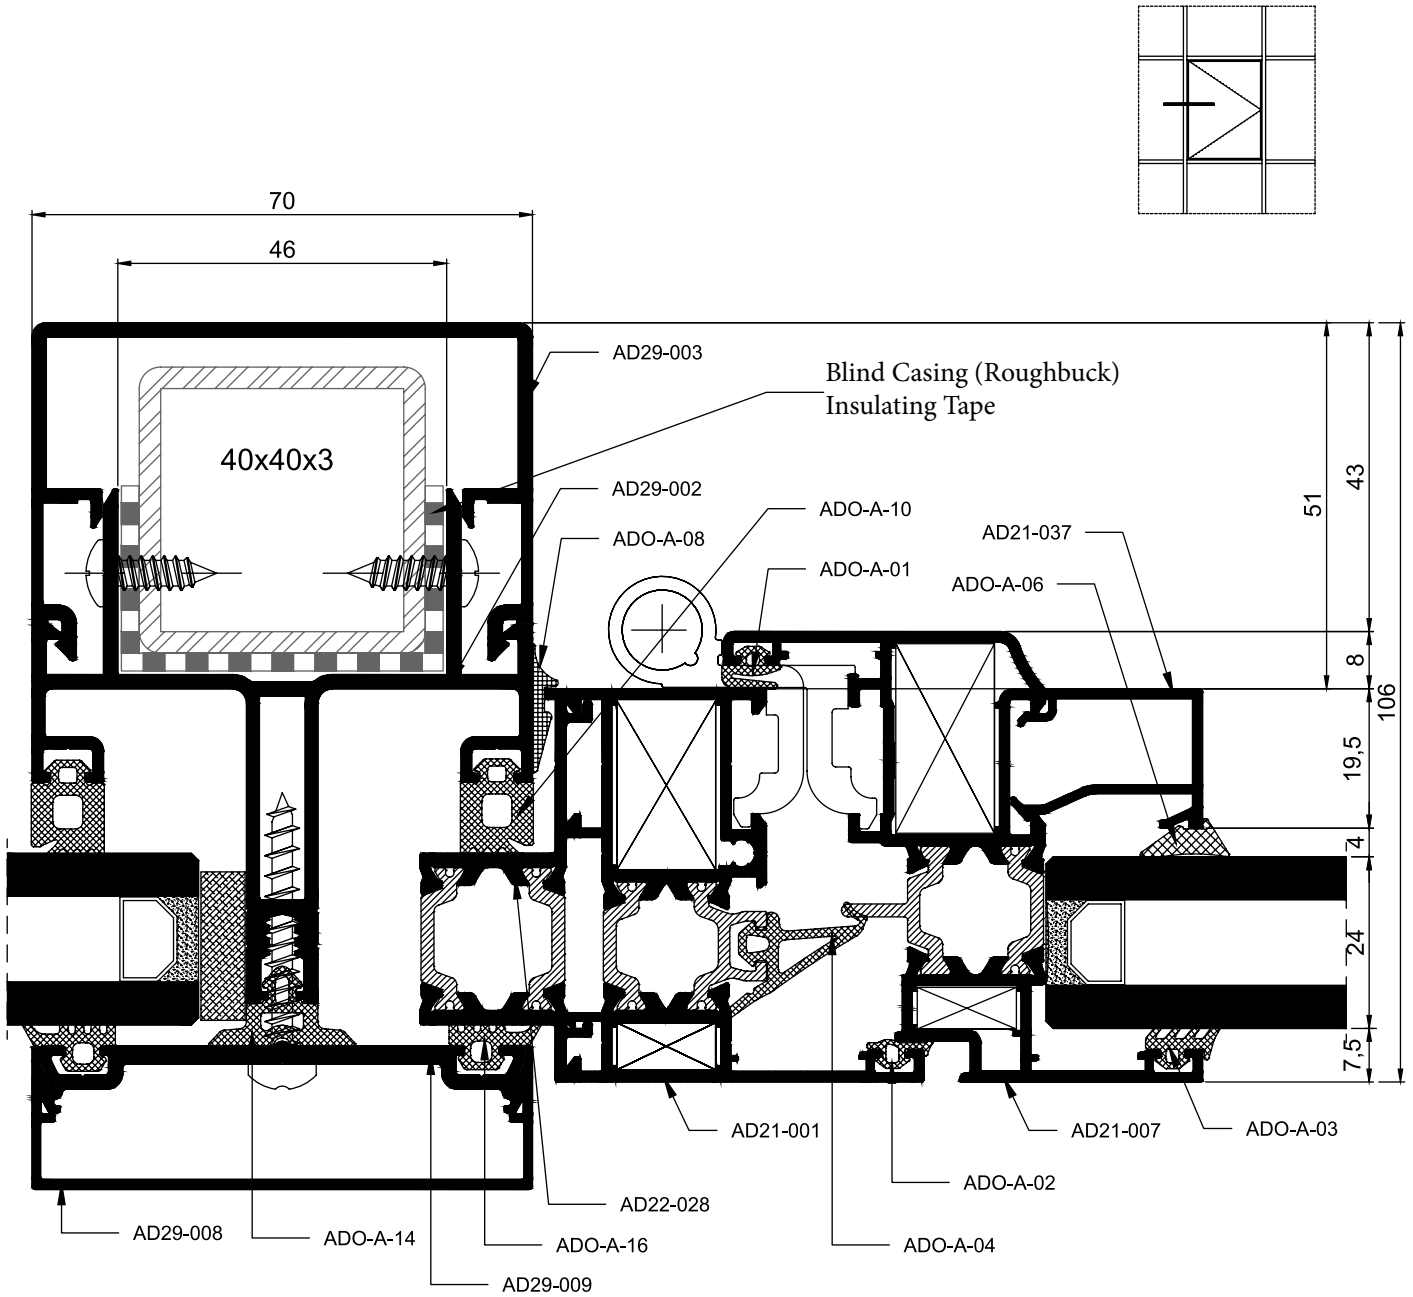 70
46
AD29-003
Blind Casing (Roughbuck)
Insulating Tape
40x40x3
AD29-002
ADO-A-10
ADO-A-08
AD21-037
ADO-A-01
ADO-A-06
51
43
8
106
19,5
4
24
7,5
AD21-001
AD21-007
ADO-A-03
ADO-A-02
AD22-028
AD29-008
ADO-A-14
ADO-A-16
ADO-A-04
AD29-009